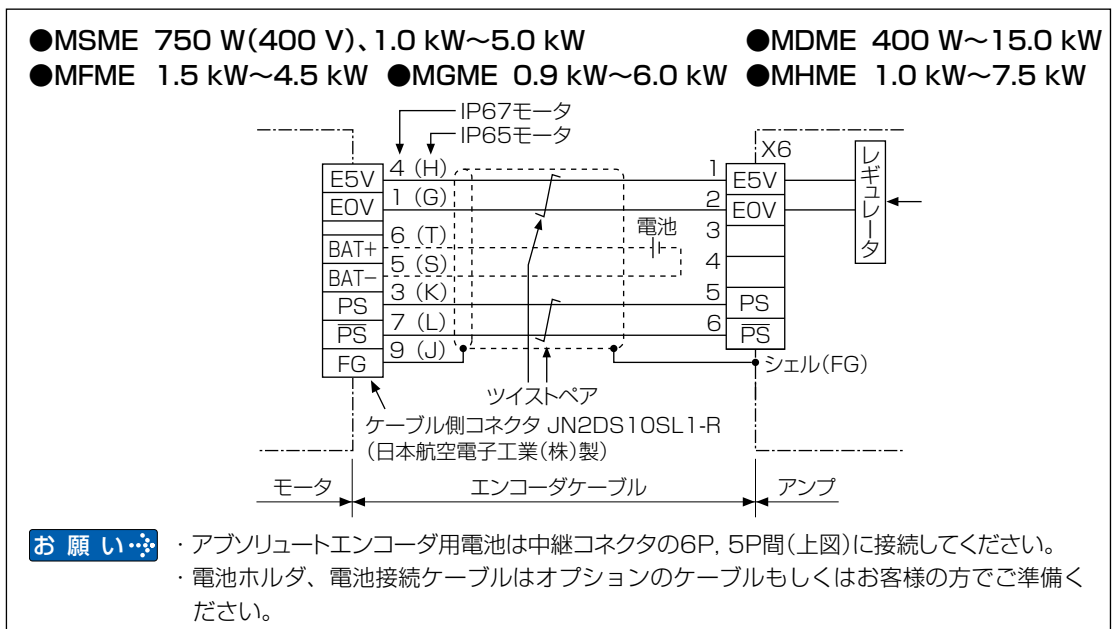 ●MSME 750 W(400 V)、1.0 kW～5.0 kW ●MDME 400 W～15.0 kW
●MFME 1.5 kW～4.5 kW ●MGME 0.9 kW～6.0 kW ●MHME 1.0 kW～7.5 kW
IP67モータ
IP65モータ
X6
E5V 4 (H) 1 E5V
E0V 1 (G) 2 E0V
レギュレータ
電池
BAT+ 6 (T) 3
BAT− 5 (S) 4
PS 3 (K) 5 PS
P̅S̅ 7 (L) 6 P̅S̅
FG 9 (J)
シェル(FG)
ツイストペア
ケーブル側コネクタ JN2DS10SL1-R
(日本航空電子工業(株)製)
モータ エンコーダケーブル アンプ
お願い ・アブソリュートエンコーダ用電池は中継コネクタの6P, 5P間(上図)に接続してください。
・電池ホルダ、電池接続ケーブルはオプションのケーブルもしくはお客様の方でご準備く
ださい。